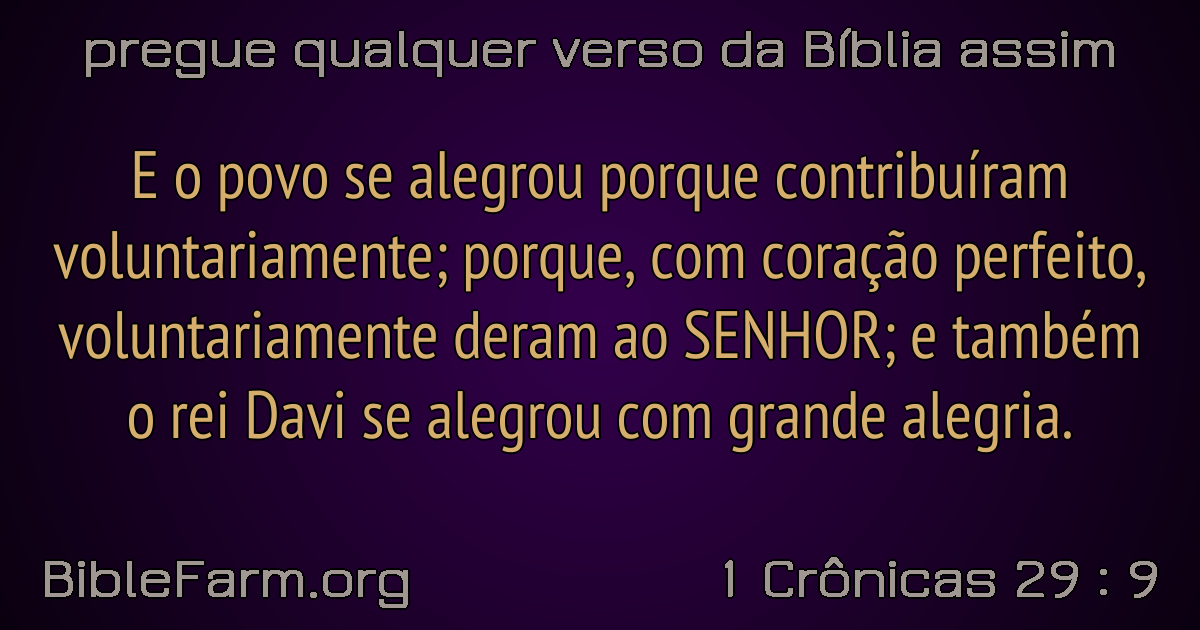 pregue qualquer verso da Bíblia assim
E o povo se alegrou porque contribuíram
voluntariamente; porque, com coração perfeito,
voluntariamente deram ao SENHOR; e também
o rei Davi se alegrou com grande alegria.
BibleFarm.org
1 Crônicas 29 : 9